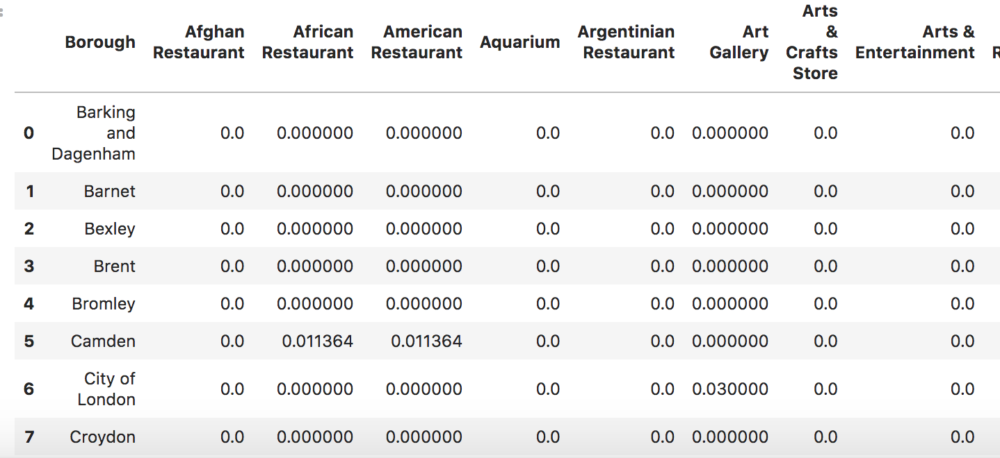 Borough Afghan Restaurant African Restaurant American Restaurant Aquarium Argentinian Restaurant Art Gallery Arts & Crafts Store Arts & Entertainment R
0 Barking and Dagenham 0.0 0.000000 0.000000 0.0 0.0 0.000000 0.0 0.0
1 Barnet 0.0 0.000000 0.000000 0.0 0.0 0.000000 0.0 0.0
2 Bexley 0.0 0.000000 0.000000 0.0 0.0 0.000000 0.0 0.0
3 Brent 0.0 0.000000 0.000000 0.0 0.0 0.000000 0.0 0.0
4 Bromley 0.0 0.000000 0.000000 0.0 0.0 0.000000 0.0 0.0
5 Camden 0.0 0.011364 0.011364 0.0 0.0 0.000000 0.0 0.0
6 City of London 0.0 0.000000 0.000000 0.0 0.0 0.030000 0.0 0.0
7 Croydon 0.0 0.000000 0.000000 0.0 0.0 0.000000 0.0 0.0